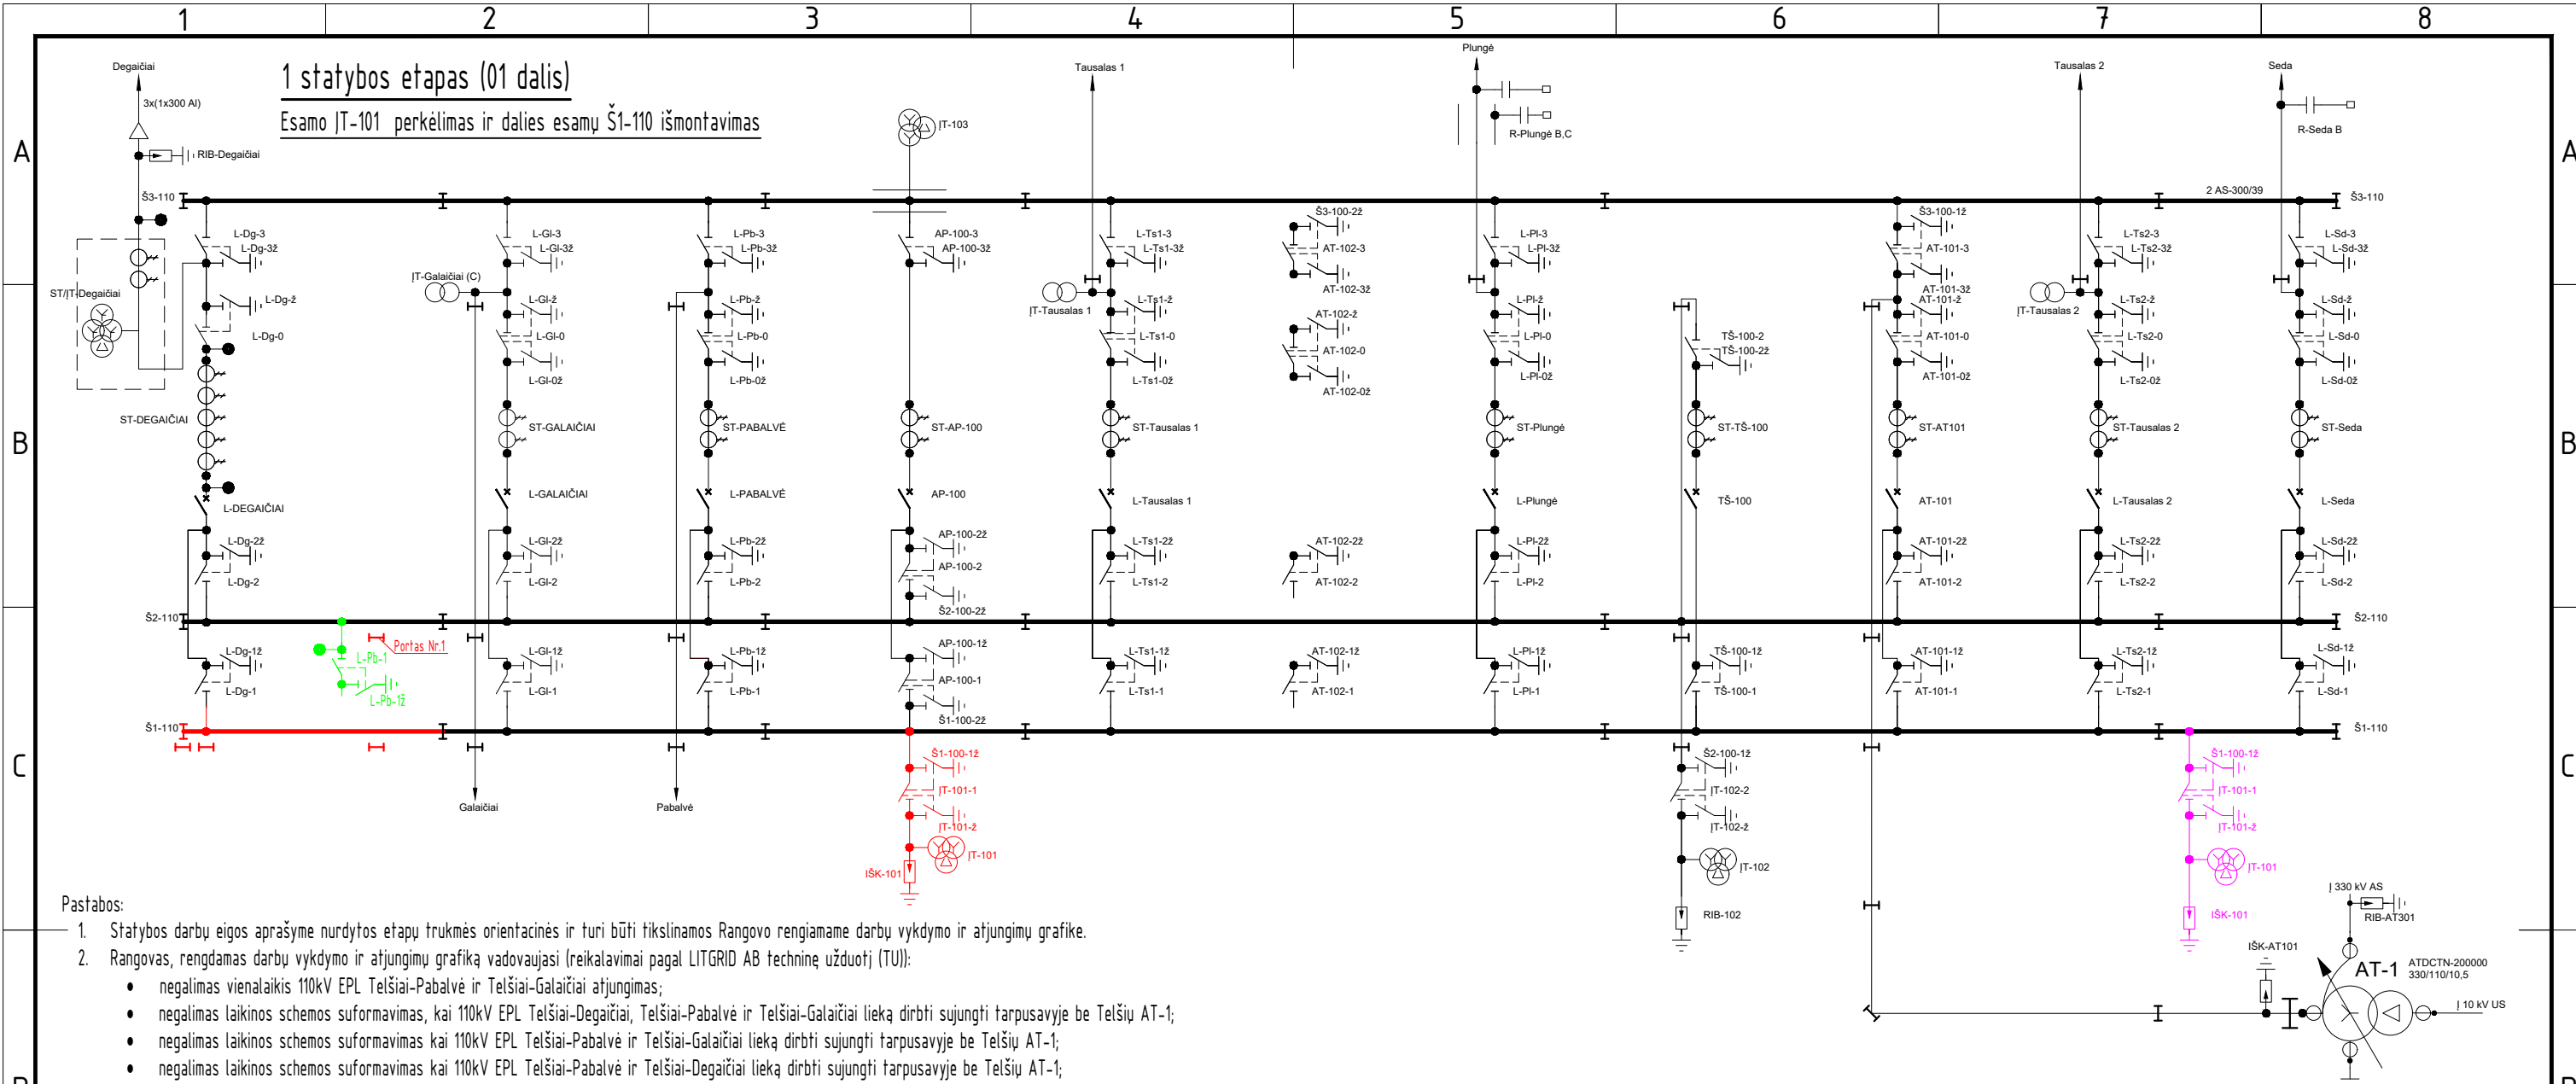 1 2 3 4 5 6 7 8
A A
B B
C C
1 statybos etapas (01 dalis)
Esamo ĮT-101 perkėlimas ir dalies esamų Š1-110 išmontavimas
Degaičiai
3x(1x300 Al)
RIB-Degaičiai
ST/ĮT-Degaičiai
ĮT-103
Tausalas 1
Plungė
R-Plungė B,C
Tausalas 2
Seda
R-Seda B
Š3-110
2 AS-300/39
Š3-110
L-Dg-3
L-Dg-3ž
L-Dg-ž
L-Dg-0
ST-DEGAIČIAI
L-DEGAIČIAI
L-Dg-2ž
L-Dg-2
L-Dg-1ž
L-Dg-1
L-Gl-3
L-Gl-3ž
ĮT-Galaičiai (C)
L-Gl-ž
L-Gl-0
L-Gl-0ž
ST-GALAIČIAI
L-GALAIČIAI
L-Gl-2ž
L-Gl-2
L-Gl-1ž
L-Gl-1
L-Pb-3
L-Pb-3ž
L-Pb-ž
L-Pb-0
L-Pb-0ž
ST-PABALVĖ
L-PABALVĖ
L-Pb-2ž
L-Pb-2
L-Pb-1ž
L-Pb-1
AP-100-3
AP-100-3ž
ST-AP-100
AP-100
AP-100-2ž
AP-100-2
Š2-100-2ž
AP-100-1ž
AP-100-1
Š1-100-2ž
L-Ts1-3
L-Ts1-3ž
ĮT-Tausalas 1
L-Ts1-ž
L-Ts1-0
L-Ts1-0ž
ST-Tausalas 1
L-Tausalas 1
L-Ts1-2ž
L-Ts1-2
L-Ts1-1ž
L-Ts1-1
Š3-100-2ž
AT-102-3
AT-102-3ž
AT-102-ž
AT-102-0
AT-102-0ž
AT-102-2ž
AT-102-2
AT-102-1ž
AT-102-1
L-Pl-3
L-Pl-3ž
L-Pl-ž
L-Pl-0
L-Pl-0ž
ST-Plungė
L-Plungė
L-Pl-2ž
L-Pl-2
L-Pl-1ž
L-Pl-1
TŠ-100-2
TŠ-100-2ž
ST-TŠ-100
TŠ-100
TŠ-100-1ž
TŠ-100-1
Š3-100-1ž
AT-101-3
AT-101-3ž
AT-101-ž
AT-101-0
AT-101-0ž
ST-AT101
AT-101
AT-101-2ž
AT-101-2
AT-101-1ž
AT-101-1
L-Ts2-3
L-Ts2-3ž
ĮT-Tausalas 2
L-Ts2-0
L-Ts2-0ž
ST-Tausalas 2
L-Tausalas 2
L-Ts2-2ž
L-Ts2-2
L-Ts2-1ž
L-Ts2-1
L-Sd-3
L-Sd-3ž
L-Sd-ž
L-Sd-0
L-Sd-0ž
ST-Seda
L-Seda
L-Sd-2ž
L-Sd-2
L-Sd-1ž
L-Sd-1
Š2-110
Š2-110
Portas Nr.1
L-Pb-1
L-Pb-1ž
Š1-110
Š1-110
Galaičiai
Pabalvė
Š1-100-1ž
ĮT-101-1
ĮT-101-ž
ĮT-101
IŠK-101
Š2-100-1ž
ĮT-102-2
ĮT-102-ž
ĮT-102
RIB-102
Š1-100-1ž
ĮT-101-1
ĮT-101-ž
ĮT-101
IŠK-101
Į 330 kV AS
RIB-AT301
IŠK-AT101
AT-1
ATDCTN-200000
330/110/10,5
Į 10 kV US
Pastabos:
1. Statybos darbų eigos aprašyme nurdytos etapų trukmės orientacinės ir turi būti tikslinamos Rangovo rengiamame darbų vykdymo ir atjungimų grafike.
2. Rangovas, rengdamas darbų vykdymo ir atjungimų grafiką vadovaujasi (reikalavimai pagal LITGRID AB techninę užduotį (TU)):
• negalimas vienalaikis 110kV EPL Telšiai-Pabalvė ir Telšiai-Galaičiai atjungimas;
• negalimas laikinos schemos suformavimas, kai 110kV EPL Telšiai-Degaičiai, Telšiai-Pabalvė ir Telšiai-Galaičiai lieką dirbti sujungti tarpusavyje be Telšių AT-1;
• negalimas laikinos schemos suformavimas kai 110kV EPL Telšiai-Pabalvė ir Telšiai-Galaičiai lieką dirbti sujungti tarpusavyje be Telšių AT-1;
• negalimas laikinos schemos suformavimas kai 110kV EPL Telšiai-Pabalvė ir Telšiai-Degaičiai lieką dirbti sujungti tarpusavyje be Telšių AT-1;